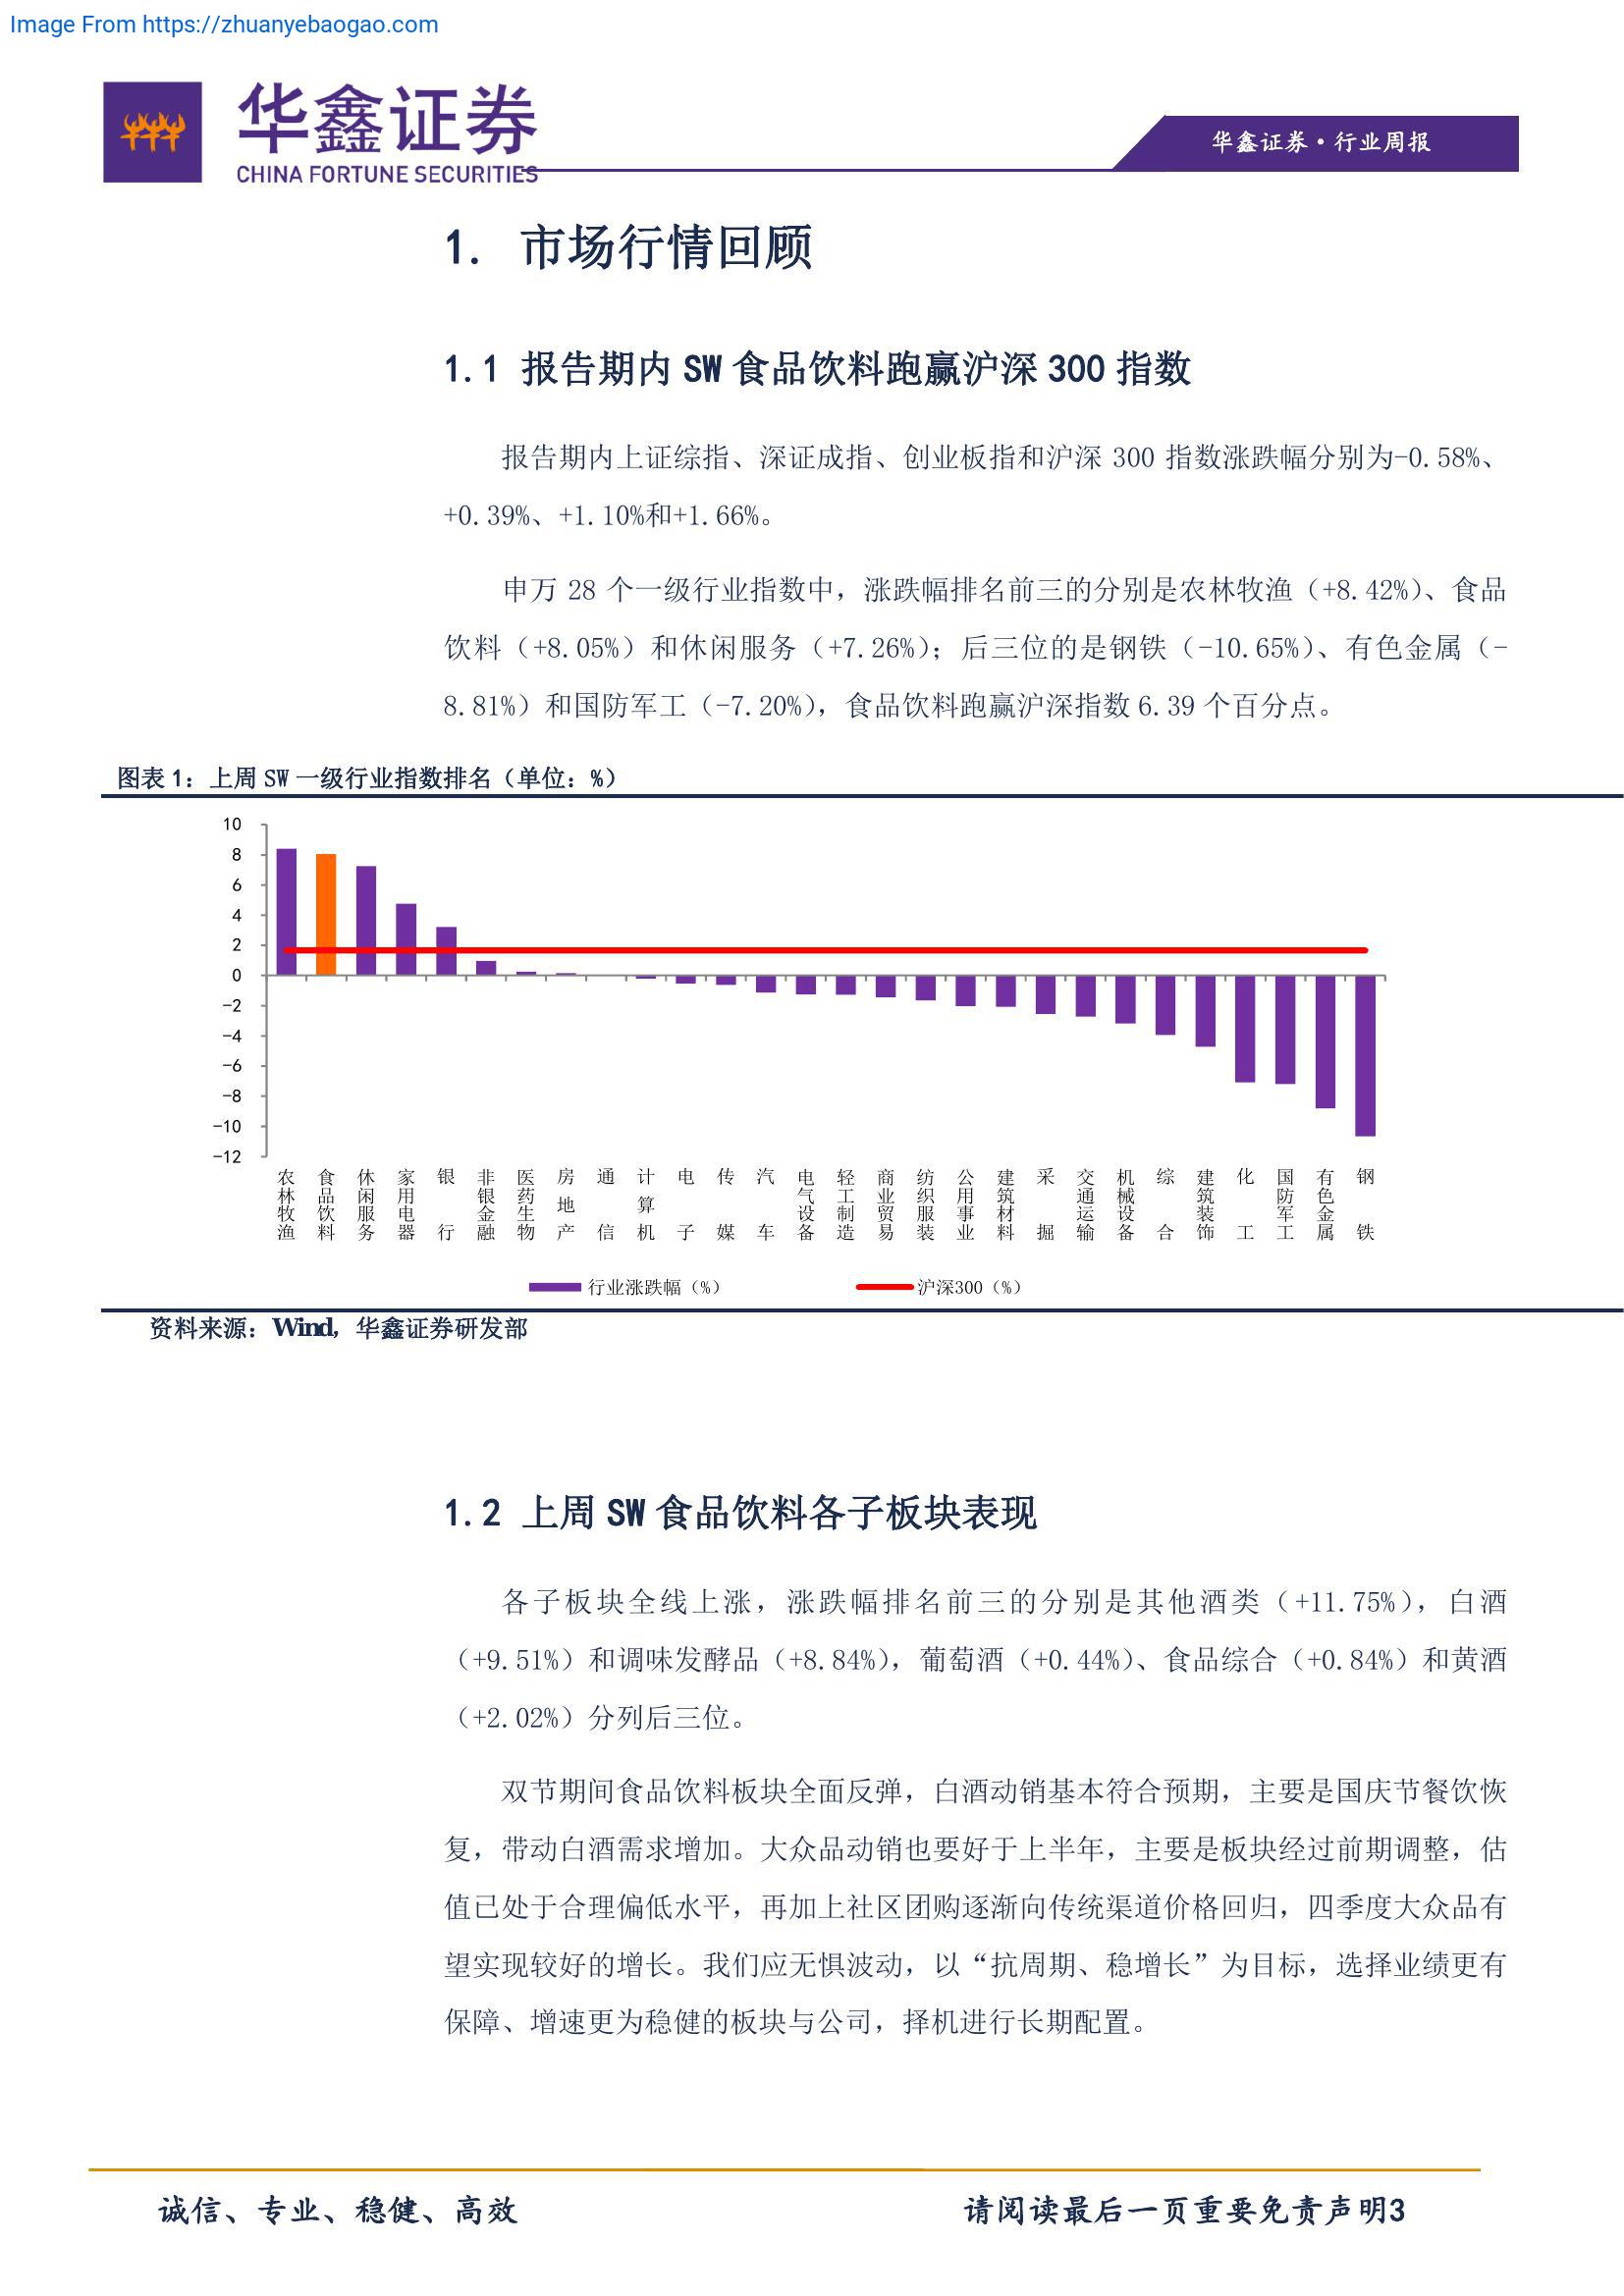 Image From https://zhuanyebaogao.com
华鑫证券
CHINA FORTUNE SECURITIES
华鑫证券·行业周报
1. 市场行情回顾
1.1 报告期内 SW 食品饮料跑赢沪深 300 指数
报告期内上证综指、深证成指、创业板指和沪深 300 指数涨跌幅分别为-0.58%、
+0.39%、+1.10%和+1.66%。
申万 28 个一级行业指数中，涨跌幅排名前三的分别是农林牧渔（+8.42%）、食品
饮料（+8.05%）和休闲服务（+7.26%）；后三位的是钢铁（-10.65%）、有色金属（-
8.81%）和国防军工（-7.20%），食品饮料跑赢沪深指数 6.39 个百分点。
图表 1：上周 SW 一级行业指数排名（单位：%）
10
8
6
4
2
0
-2
-4
-6
-8
-10
-12
农林牧渔
食品饮料
休闲服务
家用电器
银行
非银金融
医药生物
房地产
通信
计算机
电子
传媒
汽车
电气设备
轻工制造
商业贸易
纺织服装
公用事业
建筑材料
采掘
交通运输
机械设备
综合
建筑装饰
化工
国防军工
有色金属
钢铁
行业涨跌幅（%）
沪深300（%）
资料来源：Wind，华鑫证券研发部
1.2 上周 SW 食品饮料各子板块表现
各子板块全线上涨，涨跌幅排名前三的分别是其他酒类（+11.75%），白酒
（+9.51%）和调味发酵品（+8.84%），葡萄酒（+0.44%）、食品综合（+0.84%）和黄酒
（+2.02%）分列后三位。
双节期间食品饮料板块全面反弹，白酒动销基本符合预期，主要是国庆节餐饮恢
复，带动白酒需求增加。大众品动销也要好于上半年，主要是板块经过前期调整，估
值已处于合理偏低水平，再加上社区团购逐渐向传统渠道价格回归，四季度大众品有
望实现较好的增长。我们应无惧波动，以“抗周期、稳增长”为目标，选择业绩更有
保障、增速更为稳健的板块与公司，择机进行长期配置。
诚信、专业、稳健、高效
请阅读最后一页重要免责声明3